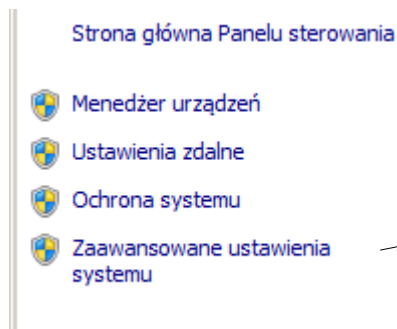 Strona główna Panelu sterowania
Menedżer urządzeń
Ustawienia zdalne
Ochrona systemu
Zaawansowane ustawienia
systemu